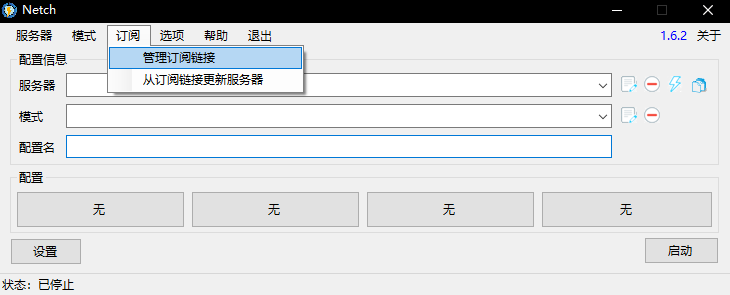 Netch
服务器 模式 订阅 选项 帮助 退出 1.6.2 关于
管理订阅链接
从订阅链接更新服务器
配置信息
服务器
模式
配置名
配置
无 无 无 无
设置 启动
状态：已停止